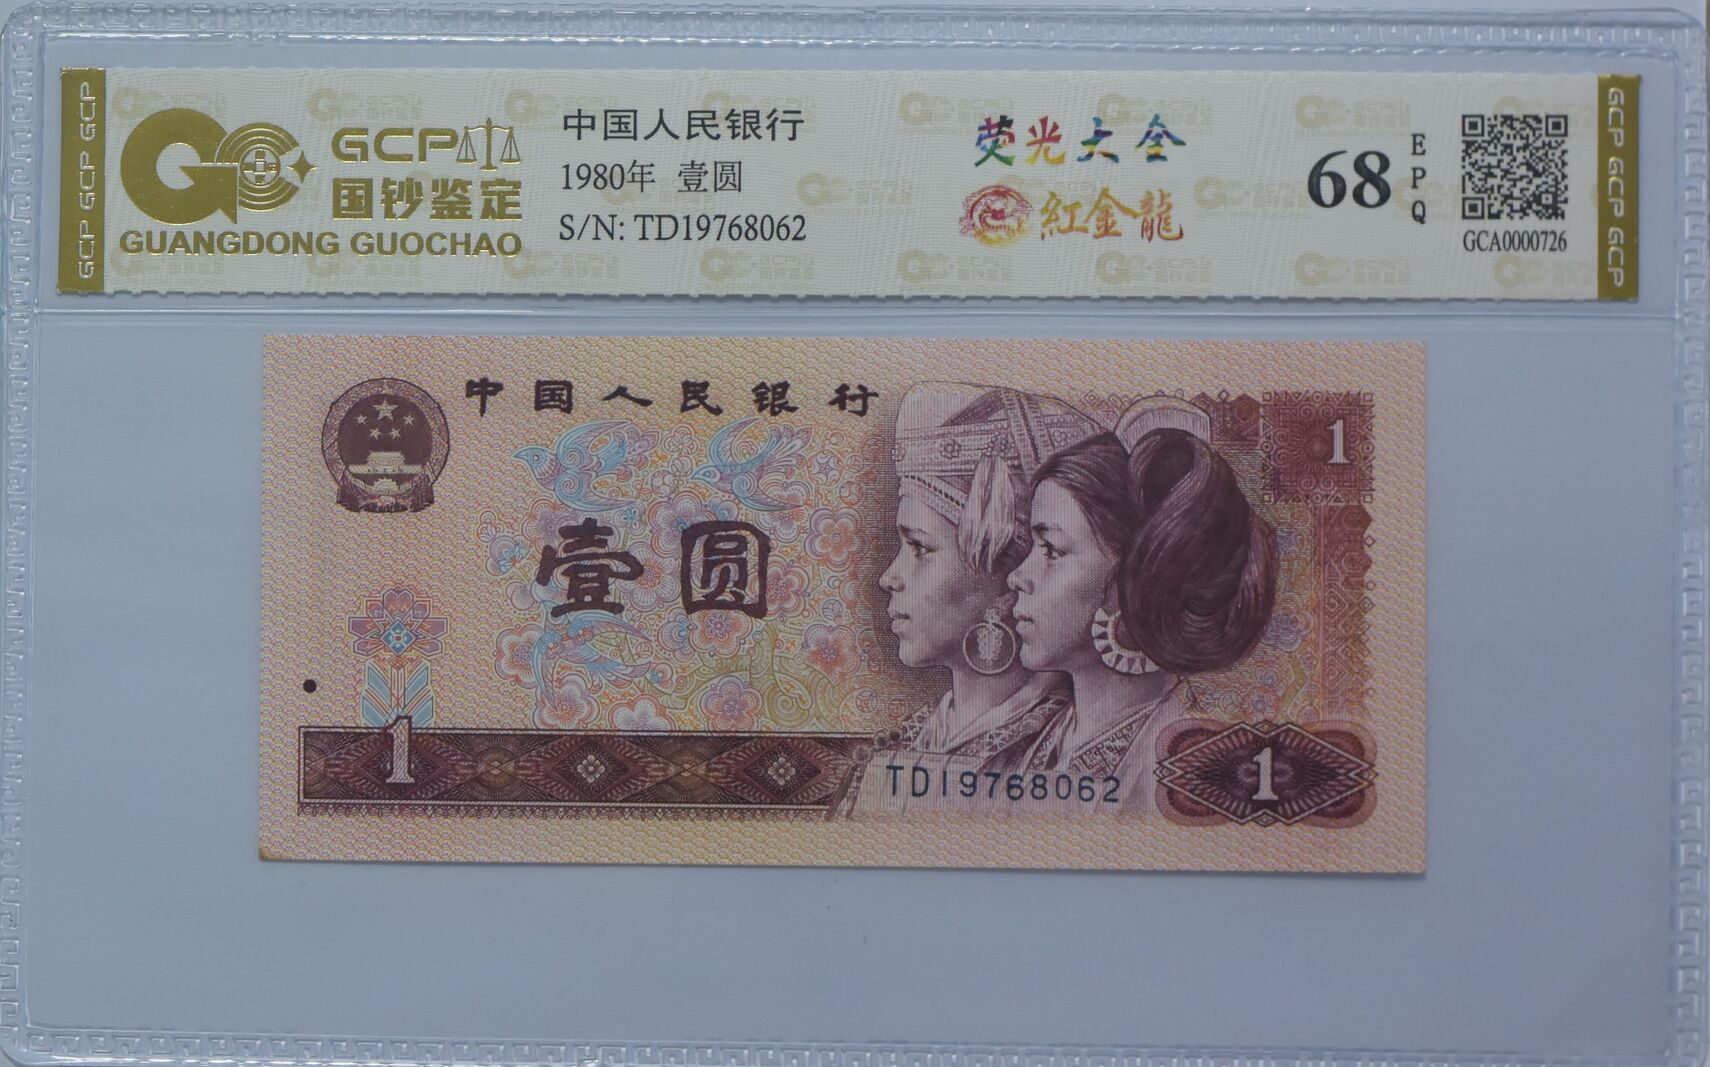 GCP GCP GCP
GCP
国钞鉴定
GUANGDONG GUOCHAO
中国人民银行
1980年 壹圆
S/N: TD19768062
荧光大全
紅金龍
68
EPQ
GCA0000726
GCP GCP GCP
中国人民银行
1
壹圆
1
TD19768062
1